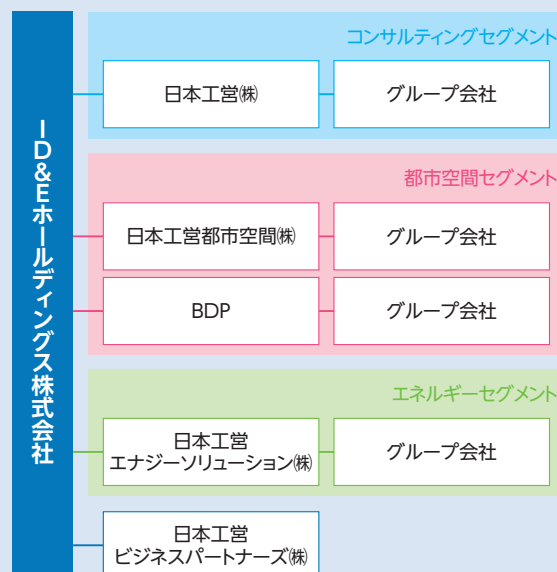 ID&Eホールディングス株式会社
コンサルティングセグメント
日本工営㈱
グループ会社
都市空間セグメント
日本工営都市空間㈱
グループ会社
BDP
グループ会社
エネルギーセグメント
日本工営
エナジーソリューション㈱
グループ会社
日本工営
ビジネスパートナーズ㈱